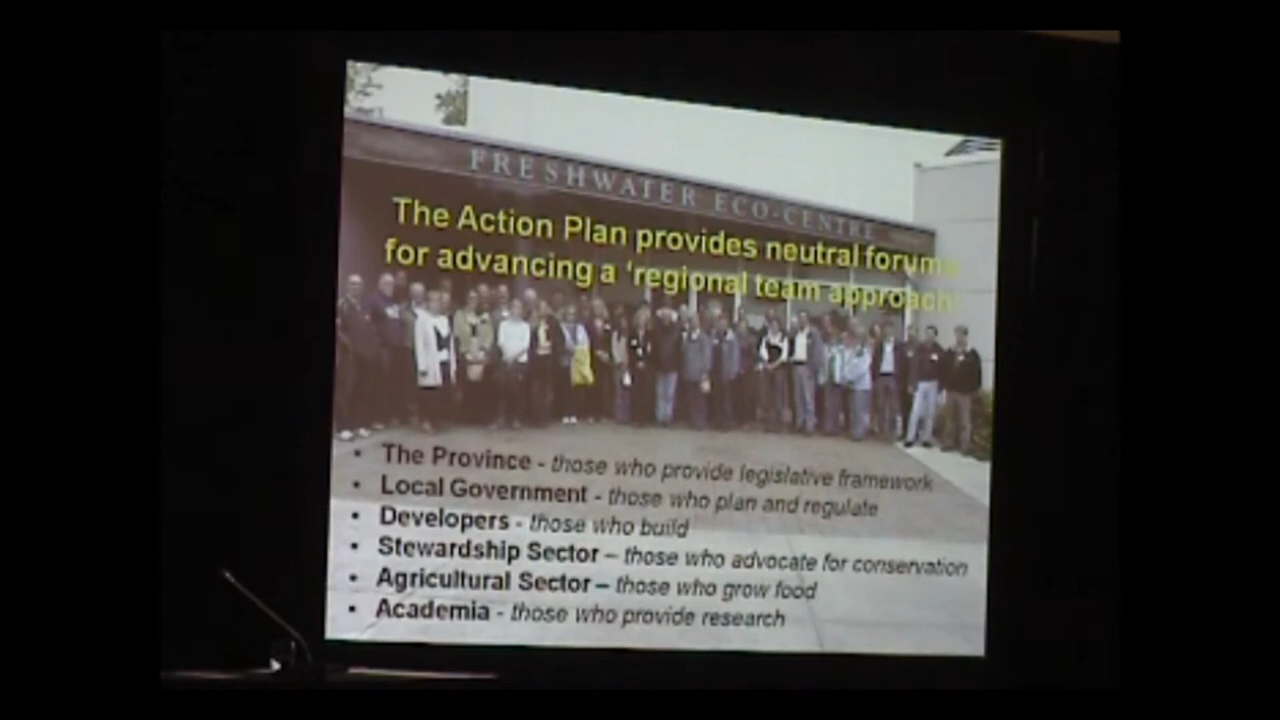 FRESHWATER ECO-CENTRE
The Action Plan provides neutral forums
for advancing a ‘regional team approach’
• The Province - those who provide legislative framework
• Local Government - those who plan and regulate
• Developers - those who build
• Stewardship Sector – those who advocate for conservation
• Agricultural Sector – those who grow food
• Academia - those who provide research